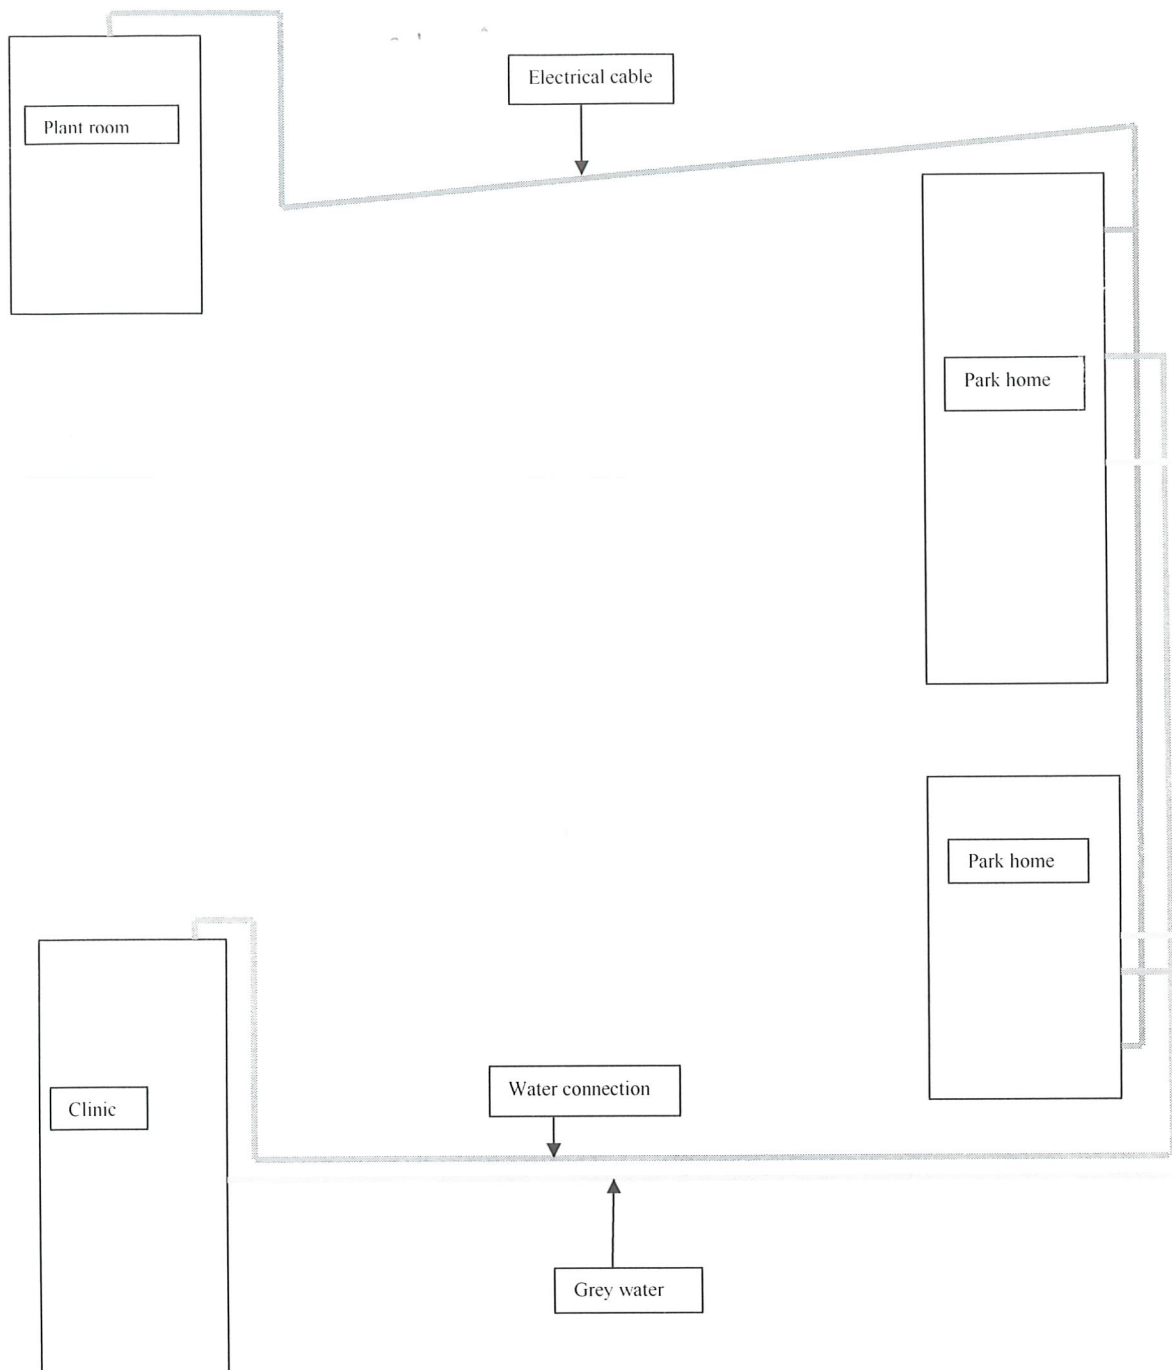 Electrical cable
Plant room
Park home
Park home
Water connection
Clinic
Grey water